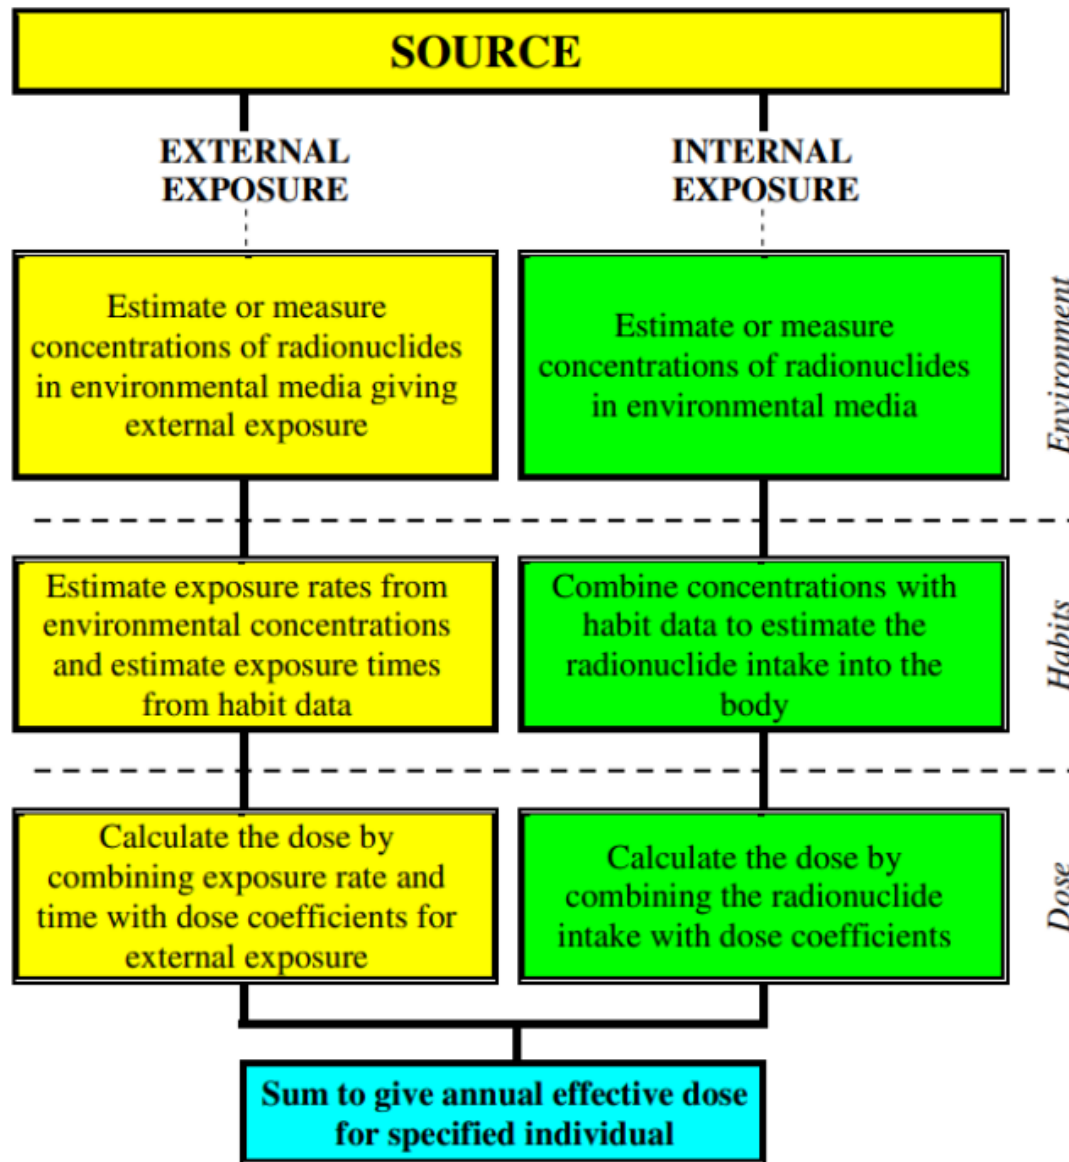 SOURCE
EXTERNAL
EXPOSURE
INTERNAL
EXPOSURE
Estimate or measure
concentrations of radionuclides
in environmental media giving
external exposure
Estimate or measure
concentrations of radionuclides
in environmental media
Environment
Estimate exposure rates from
environmental concentrations
and estimate exposure times
from habit data
Combine concentrations with
habit data to estimate the
radionuclide intake into the
body
Habits
Calculate the dose by
combining exposure rate and
time with dose coefficients for
external exposure
Calculate the dose by
combining the radionuclide
intake with dose coefficients
Dose
Sum to give annual effective dose
for specified individual